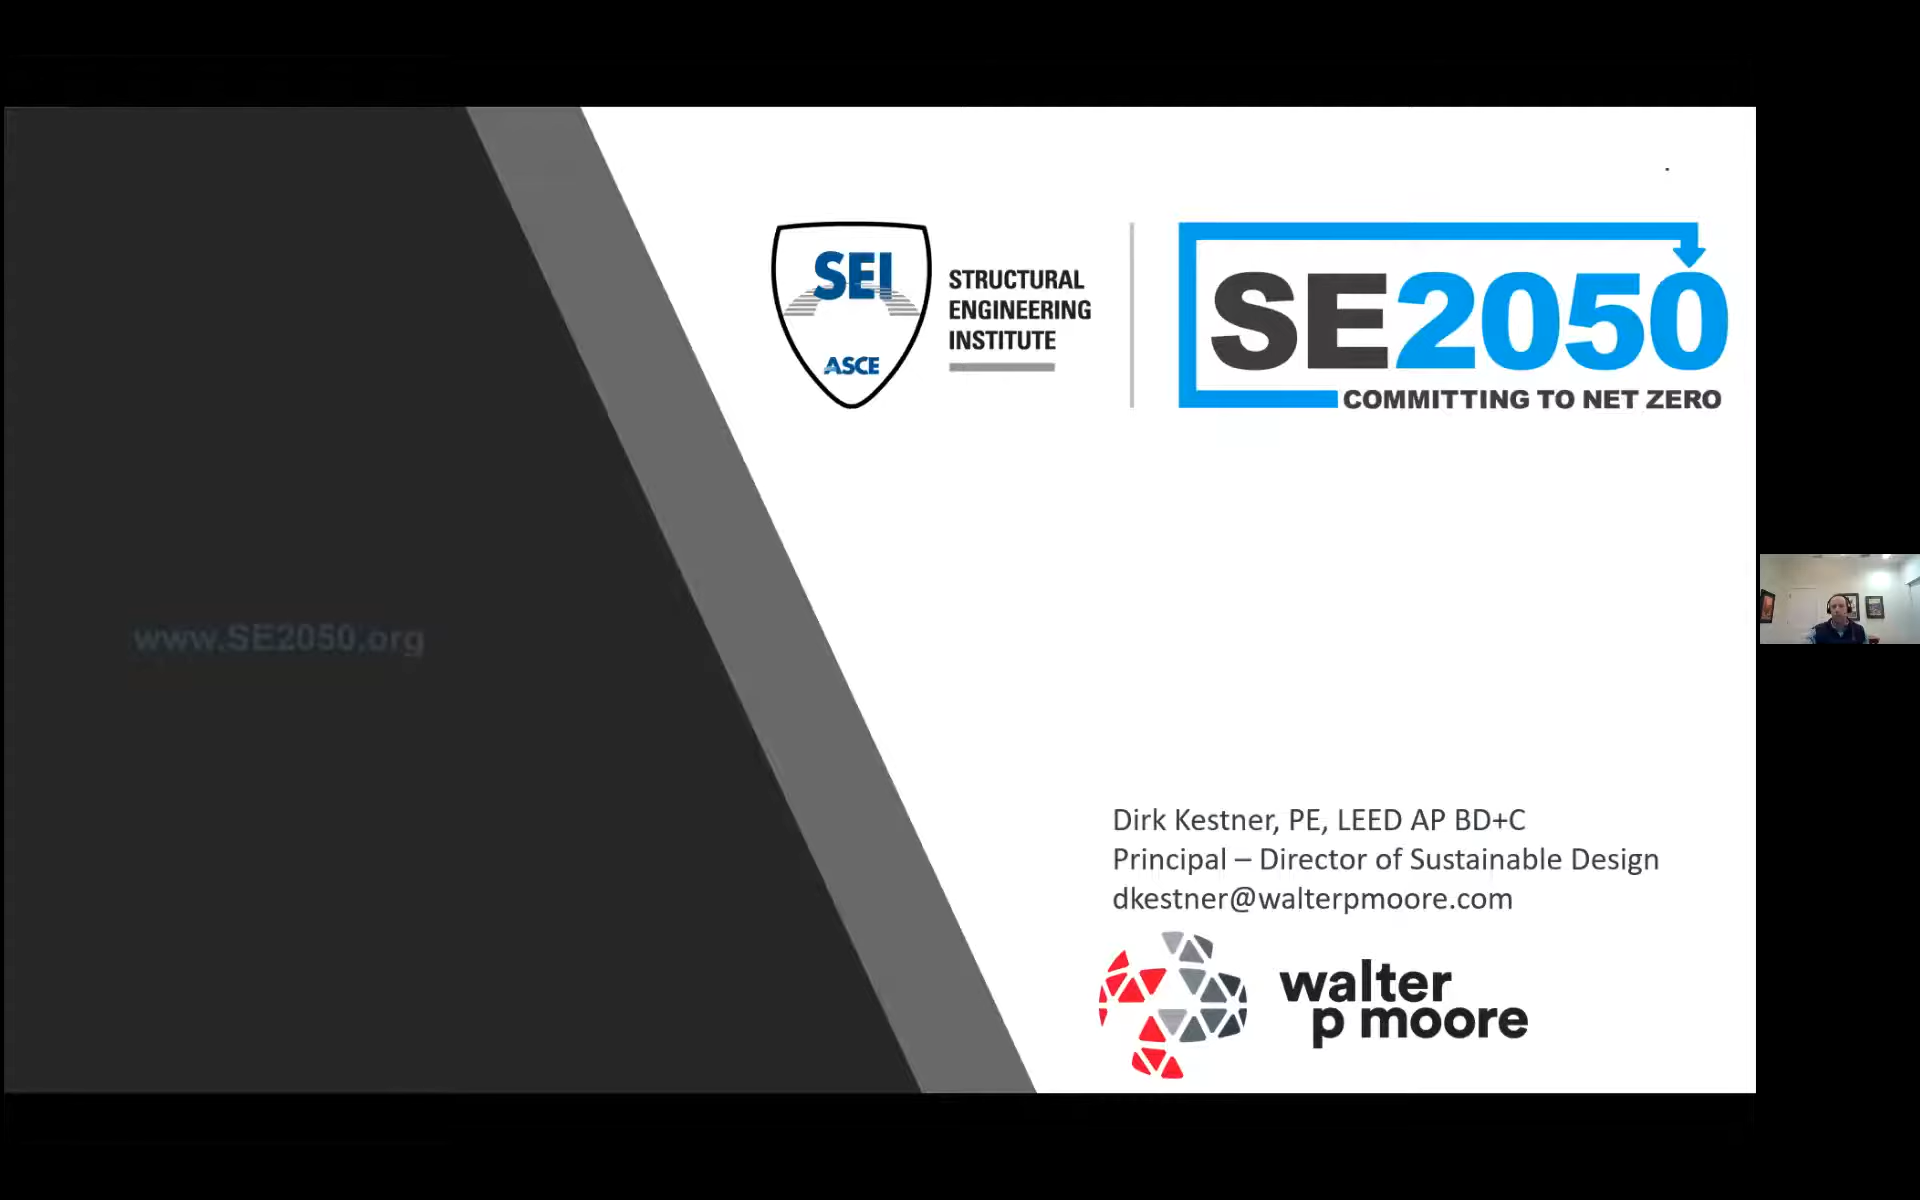 SEI
ASCE
STRUCTURAL
ENGINEERING
INSTITUTE
SE2050
COMMITTING TO NET ZERO
www.SE2050.org
Dirk Kestner, PE, LEED AP BD+C
Principal – Director of Sustainable Design
dkestner@walterpmoore.com
walter
p moore